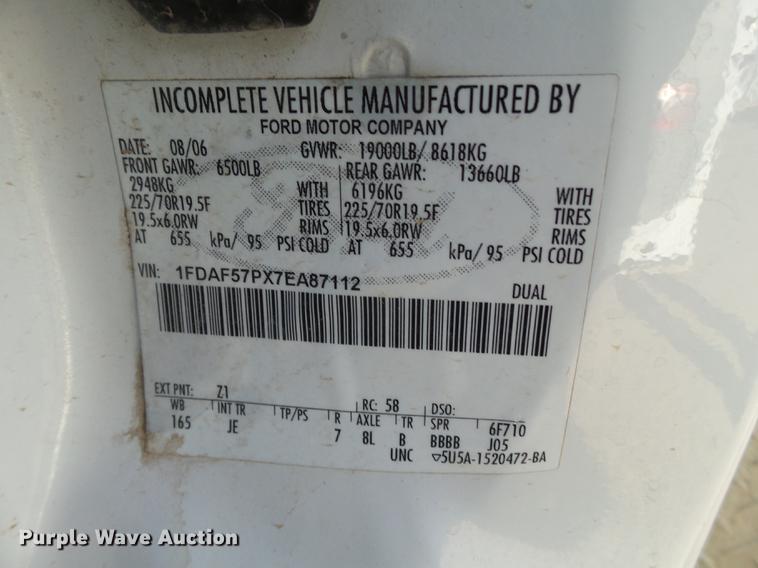 INCOMPLETE VEHICLE MANUFACTURED BY
FORD MOTOR COMPANY
DATE: 08/06 GVWR: 19000LB/ 8618KG
FRONT GAWR: 6500LB REAR GAWR: 13660LB
2948KG WITH 6196KG WITH
225/70R19.5F TIRES 225/70R19.5F TIRES
19.5x6.0RW RIMS 19.5x6.0RW RIMS
AT 655 kPa/ 95 PSI COLD AT 655 kPa/ 95 PSI COLD
VIN: 1FDAF57PX7EA87112 DUAL
EXT PNT: Z1 RC: 58 DSO:
WB INT TR TP/PS R AXLE TR SPR 6F710
165 JE 7 8L B BBBB J05
UNC ▽5U5A-1520472-BA
Purple Wave Auction